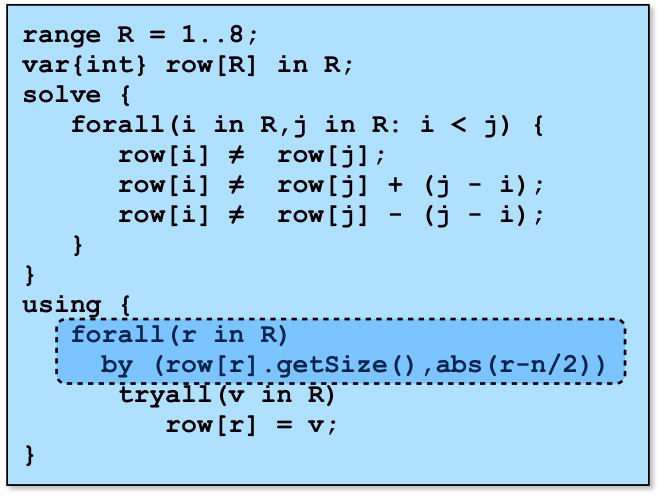 range R = 1..8;
var{int} row[R] in R;
solve {
   forall(i in R,j in R: i < j) {
      row[i] ≠  row[j];
      row[i] ≠  row[j] + (j - i);
      row[i] ≠  row[j] - (j - i);
   }
}
using {
   forall(r in R)
     by (row[r].getSize(),abs(r-n/2))
      tryall(v in R)
         row[r] = v;
}